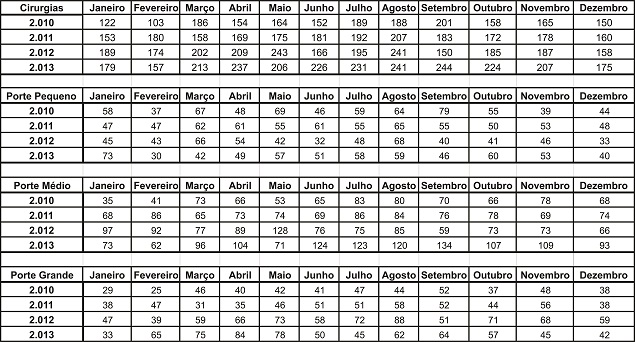 Cirurgias Janeiro Fevereiro Março Abril Maio Junho Julho Agosto Setembro Outubro Novembro Dezembro
2.010 122 103 186 154 164 152 189 188 201 158 165 150
2.011 153 180 158 169 175 181 192 207 183 172 178 160
2.012 189 174 202 209 243 166 195 241 150 185 187 158
2.013 179 157 213 237 206 226 231 241 244 224 207 175
Porte Pequeno Janeiro Fevereiro Março Abril Maio Junho Julho Agosto Setembro Outubro Novembro Dezembro
2.010 58 37 67 48 69 46 59 64 79 55 39 44
2.011 47 47 62 61 55 61 55 65 55 50 53 48
2.012 45 43 66 54 42 32 48 68 40 41 46 33
2.013 73 30 42 49 57 51 58 59 46 60 53 40
Porte Médio Janeiro Fevereiro Março Abril Maio Junho Julho Agosto Setembro Outubro Novembro Dezembro
2.010 35 41 73 66 53 65 83 80 70 66 78 68
2.011 68 86 65 73 74 69 86 84 76 78 69 74
2.012 97 92 77 89 128 76 75 85 59 73 73 66
2.013 73 62 96 104 71 124 123 120 134 107 109 93
Porte Grande Janeiro Fevereiro Março Abril Maio Junho Julho Agosto Setembro Outubro Novembro Dezembro
2.010 29 25 46 40 42 41 47 44 52 37 48 38
2.011 38 47 31 35 46 51 51 58 52 44 56 38
2.012 47 39 59 66 73 58 72 88 51 71 68 59
2.013 33 65 75 84 78 50 45 62 64 57 45 42